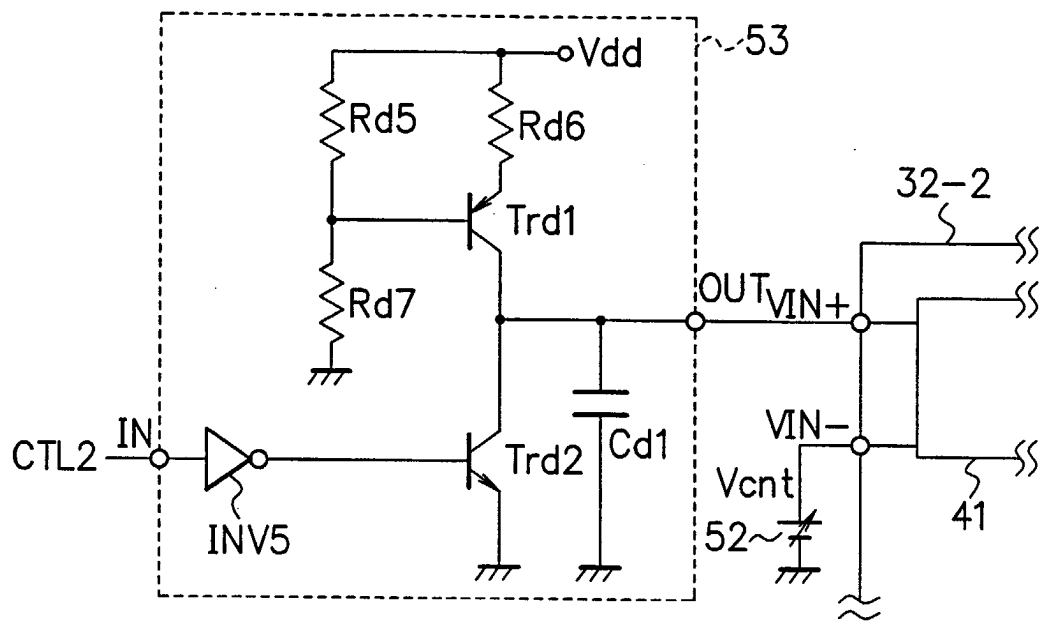 53
Vdd
Rd5
Rd6
32-2
Trd1
Rd7
OUT
VIN+
IN
CTL2
VIN-
Trd2
Cd1
Vcnt
INV5
52
41